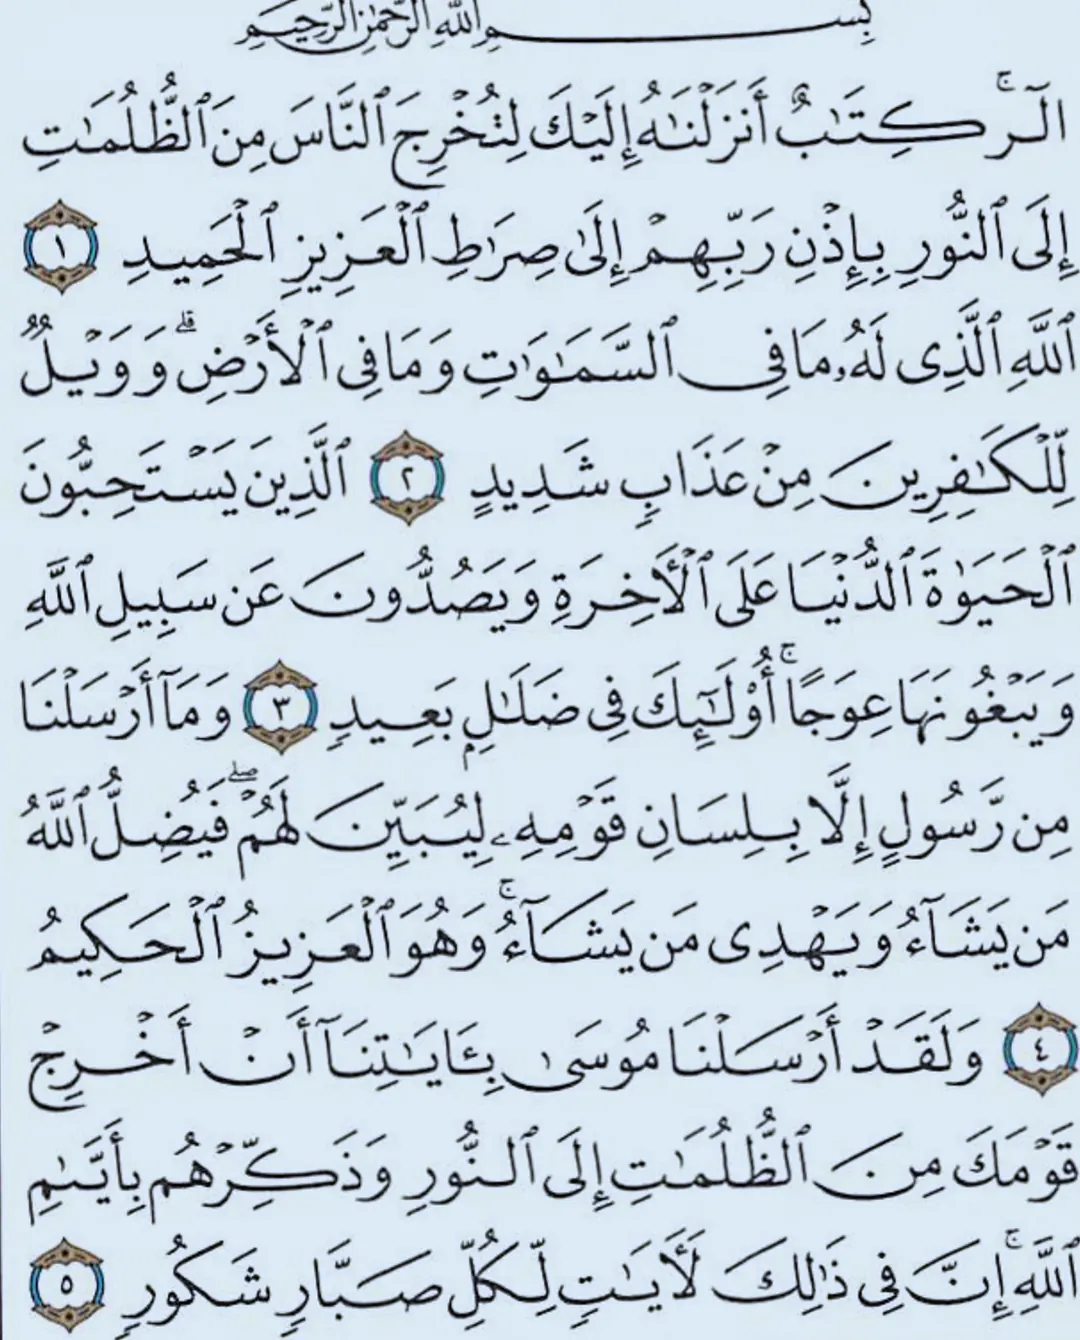 بِسْمِ ٱللَّهِ ٱلرَّحْمَٰنِ ٱلرَّحِيمِ
الٓرۚ كِتَٰبٌ أَنزَلْنَٰهُ إِلَيْكَ لِتُخْرِجَ ٱلنَّاسَ مِنَ ٱلظُّلُمَٰتِ
إِلَى ٱلنُّورِ بِإِذْنِ رَبِّهِمْ إِلَىٰ صِرَٰطِ ٱلْعَزِيزِ ٱلْحَمِيدِ ١
ٱللَّهِ ٱلَّذِى لَهُۥ مَا فِى ٱلسَّمَٰوَٰتِ وَمَا فِى ٱلْأَرْضِۗ وَوَيْلٌ
لِّلْكَٰفِرِينَ مِنْ عَذَابٍ شَدِيدٍ ٢ ٱلَّذِينَ يَسْتَحِبُّونَ
ٱلْحَيَوٰةَ ٱلدُّنْيَا عَلَى ٱلْأَخِرَةِ وَيَصُدُّونَ عَن سَبِيلِ ٱللَّهِ
وَيَبْغُونَهَا عِوَجًاۚ أُو۟لَٰٓئِكَ فِى ضَلَٰلٍۭ بَعِيدٍ ٣ وَمَآ أَرْسَلْنَا
مِن رَّسُولٍ إِلَّا بِلِسَانِ قَوْمِهِۦ لِيُبَيِّنَ لَهُمْۖ فَيُضِلُّ ٱللَّهُ
مَن يَشَآءُ وَيَهْدِى مَن يَشَآءُۚ وَهُوَ ٱلْعَزِيزُ ٱلْحَكِيمُ
٤ وَلَقَدْ أَرْسَلْنَا مُوسَىٰ بِـَٔايَٰتِنَآ أَنْ أَخْرِجْ
قَوْمَكَ مِنَ ٱلظُّلُمَٰتِ إِلَى ٱلنُّورِ وَذَكِّرْهُم بِأَيَّىٰمِ
ٱللَّهِۚ إِنَّ فِى ذَٰلِكَ لَأَيَٰتٍ لِّكُلِّ صَبَّارٍ شَكُورٍ ٥